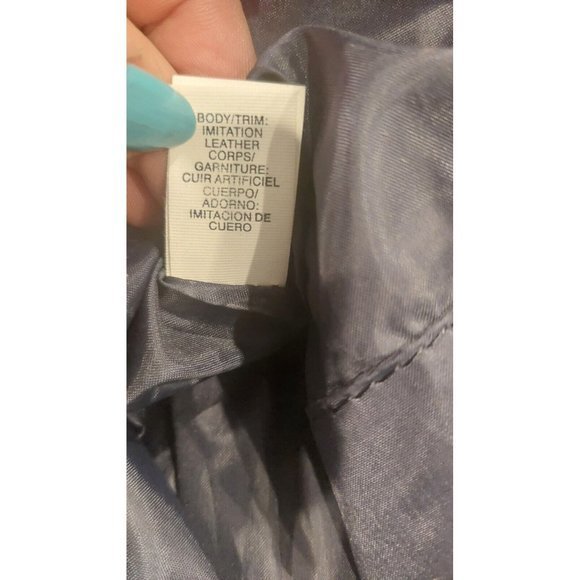 BODY/TRIM:
IMITATION
LEATHER
CORPS/
GARNITURE:
CUIR ARTIFICIEL
CUERPO/
ADORNO:
IMITACION DE
CUERO